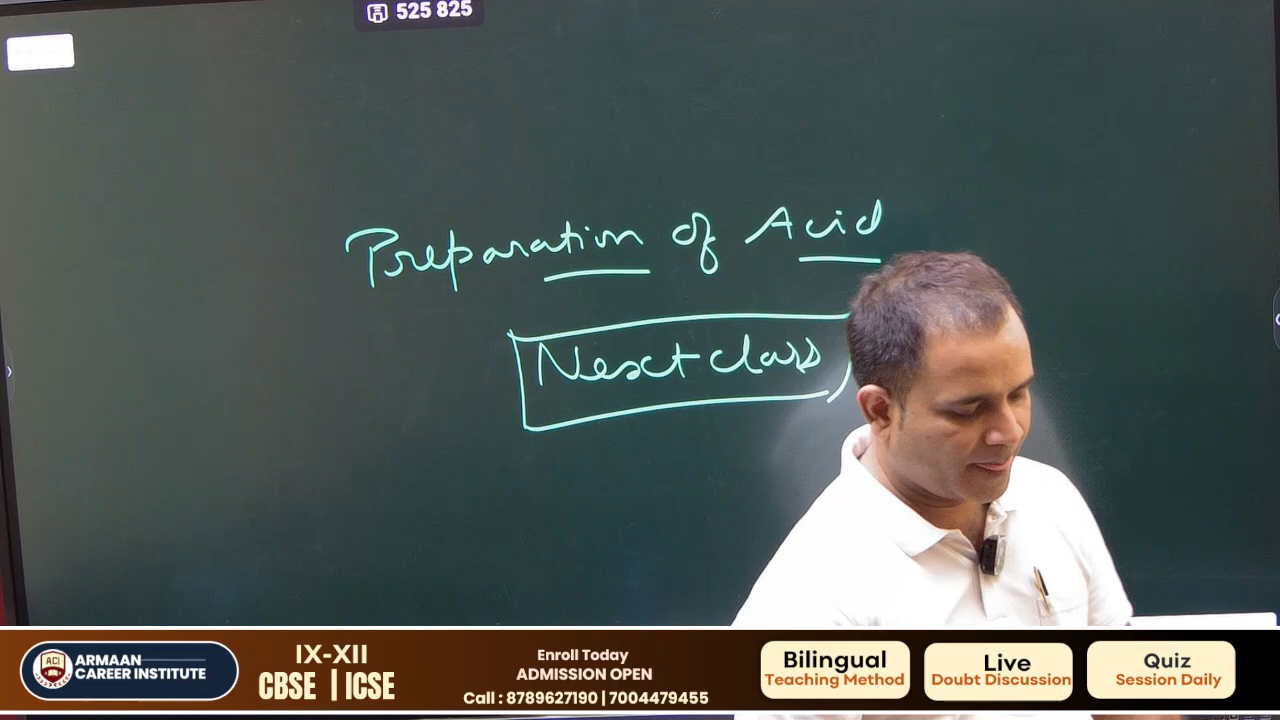 525 825
Preparation of Acid
Next class
ACI
ARMAAN
CAREER INSTITUTE
IX-XII
CBSE | ICSE
Enroll Today
ADMISSION OPEN
Call : 8789627190 | 7004479455
Bilingual
Teaching Method
Live
Doubt Discussion
Quiz
Session Daily